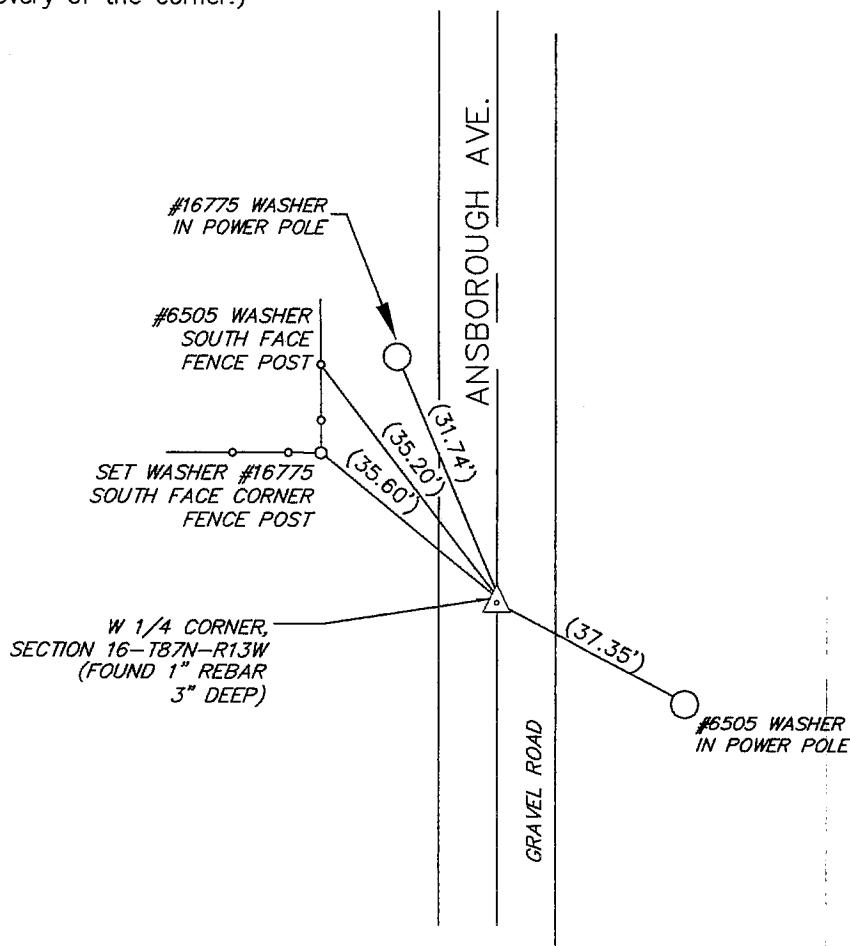 overy of the corner.)
ANSBOROUGH AVE.
#16775 WASHER
IN POWER POLE
#6505 WASHER
SOUTH FACE
FENCE POST
(31.74')
(35.20')
(35.60')
SET WASHER #16775
SOUTH FACE CORNER
FENCE POST
W 1/4 CORNER,
SECTION 16-T87N-R13W
(FOUND 1" REBAR
3" DEEP)
(37.35')
#6505 WASHER
IN POWER POLE
GRAVEL ROAD